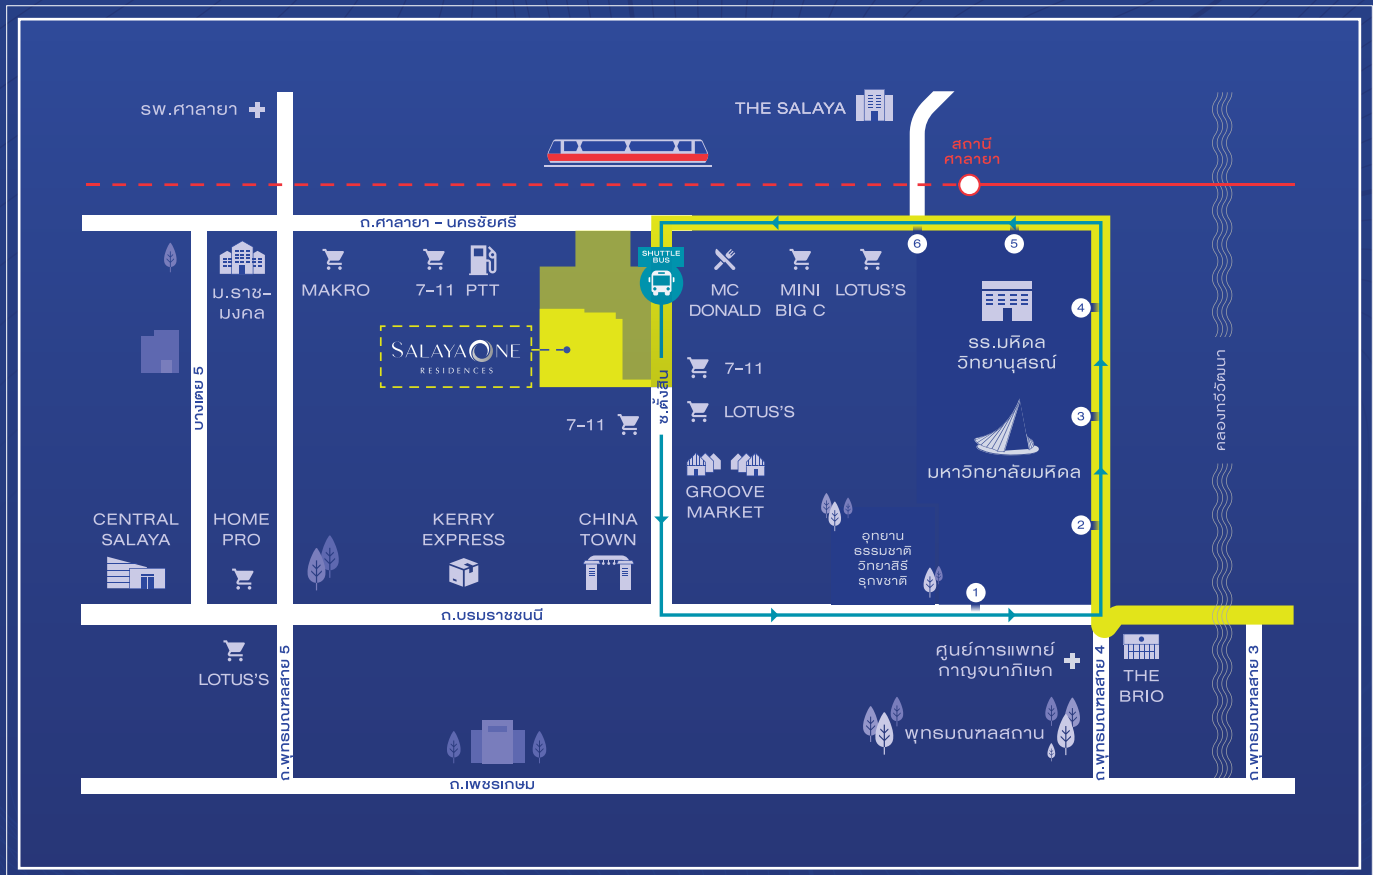 รพ.ศาลายา
THE SALAYA
สถานี
ศาลายา
ถ.ศาลายา - นครชัยศรี
SHUTTLE
BUS
6
5
ม.ราช-
มงคล
MAKRO
7-11
PTT
MC
DONALD
MINI
BIG C
LOTUS'S
4
รร.มหิดล
วิทยานุสรณ์
SALAYA ONE
RESIDENCES
บางเตย 5
7-11
LOTUS'S
7-11
ซ.ตั้งสิน
3
มหาวิทยาลัยมหิดล
คลองทวีวัฒนา
GROOVE
MARKET
2
CENTRAL
SALAYA
HOME
PRO
KERRY
EXPRESS
CHINA
TOWN
อุทยาน
ธรรมชาติ
วิทยาสิรี
รุกขชาติ
1
ถ.บรมราชชนนี
LOTUS'S
ถ.พุทธมณฑลสาย 5
ศูนย์การแพทย์
กาญจนาภิเษก
ถ.พุทธมณฑลสาย 4
THE
BRIO
ถ.พุทธมณฑลสาย 3
พุทธมณฑลสถาน
ถ.เพชรเกษม